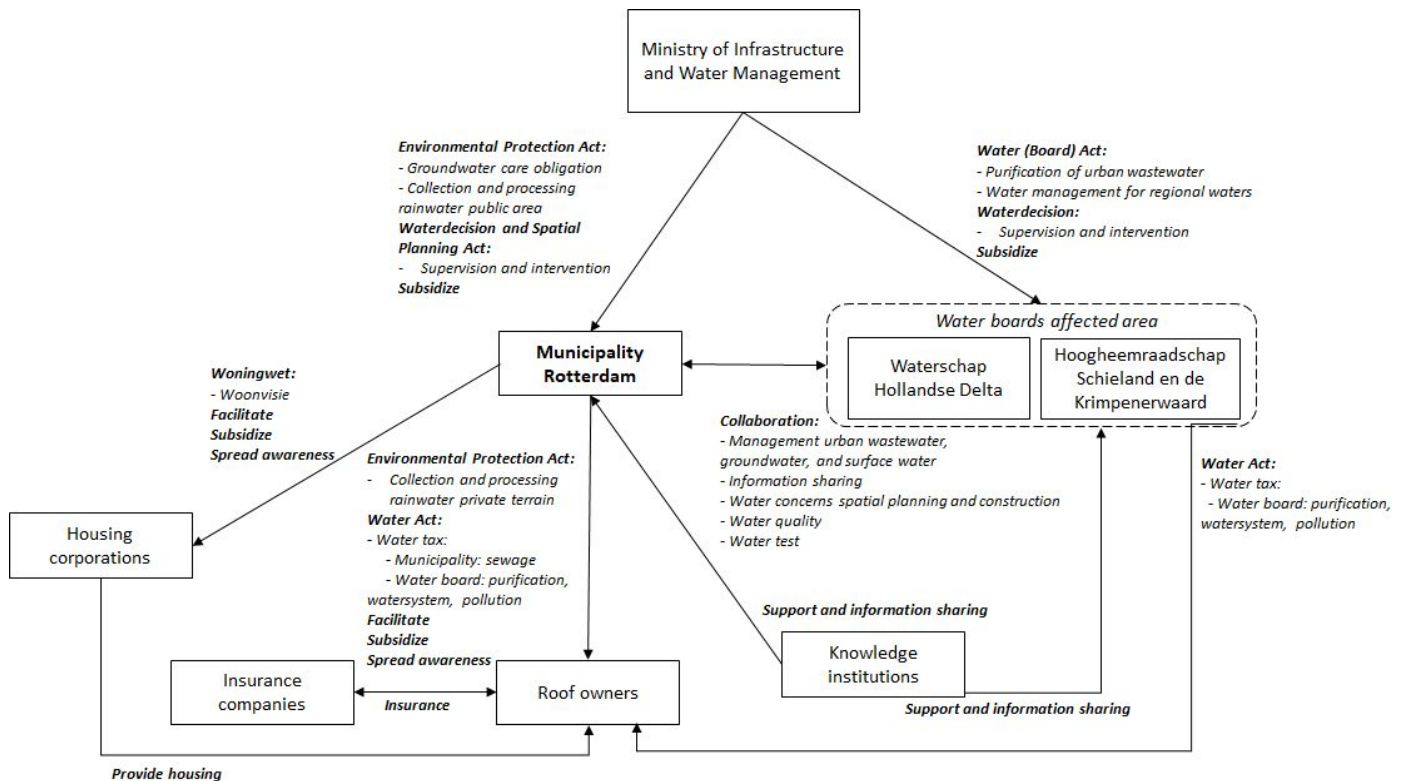 Ministry of Infrastructure
and Water Management
Environmental Protection Act:
- Groundwater care obligation
- Collection and processing
rainwater public area
Waterdecision and Spatial
Planning Act:
- Supervision and intervention
Subsidize
Water (Board) Act:
- Purification of urban wastewater
- Water management for regional waters
Waterdecision:
- Supervision and intervention
Subsidize
Water boards affected area
Waterschap
Hollandse Delta
Hoogheemraadschap
Schieland en de
Krimpenerwaard
Municipality
Rotterdam
Woningwet:
- Woonvisie
Facilitate
Subsidize
Spread awareness
Collaboration:
- Management urban wastewater,
groundwater, and surface water
- Information sharing
- Water concerns spatial planning and construction
- Water quality
- Water test
Water Act:
- Water tax:
- Water board: purification,
watersystem, pollution
Environmental Protection Act:
- Collection and processing
rainwater private terrain
Water Act:
- Water tax:
- Municipality: sewage
- Water board: purification,
watersystem, pollution
Facilitate
Subsidize
Spread awareness
Housing
corporations
Support and information sharing
Knowledge
institutions
Support and information sharing
Insurance
companies
Insurance
Roof owners
Provide housing